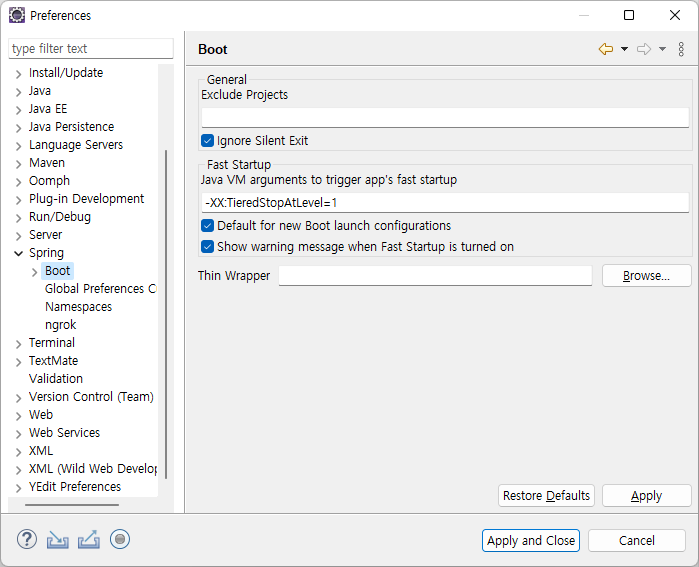 Preferences
type filter text
Install/Update
Java
Java EE
Java Persistence
Language Servers
Maven
Oomph
Plug-in Development
Run/Debug
Server
Spring
Boot
Global Preferences C
Namespaces
ngrok
Terminal
TextMate
Validation
Version Control (Team)
Web
Web Services
XML
XML (Wild Web Develop
YEdit Preferences
Boot
General
Exclude Projects
Ignore Silent Exit
Fast Startup
Java VM arguments to trigger app's fast startup
-XX:TieredStopAtLevel=1
Default for new Boot launch configurations
Show warning message when Fast Startup is turned on
Thin Wrapper
Browse...
Restore Defaults
Apply
?
Apply and Close
Cancel